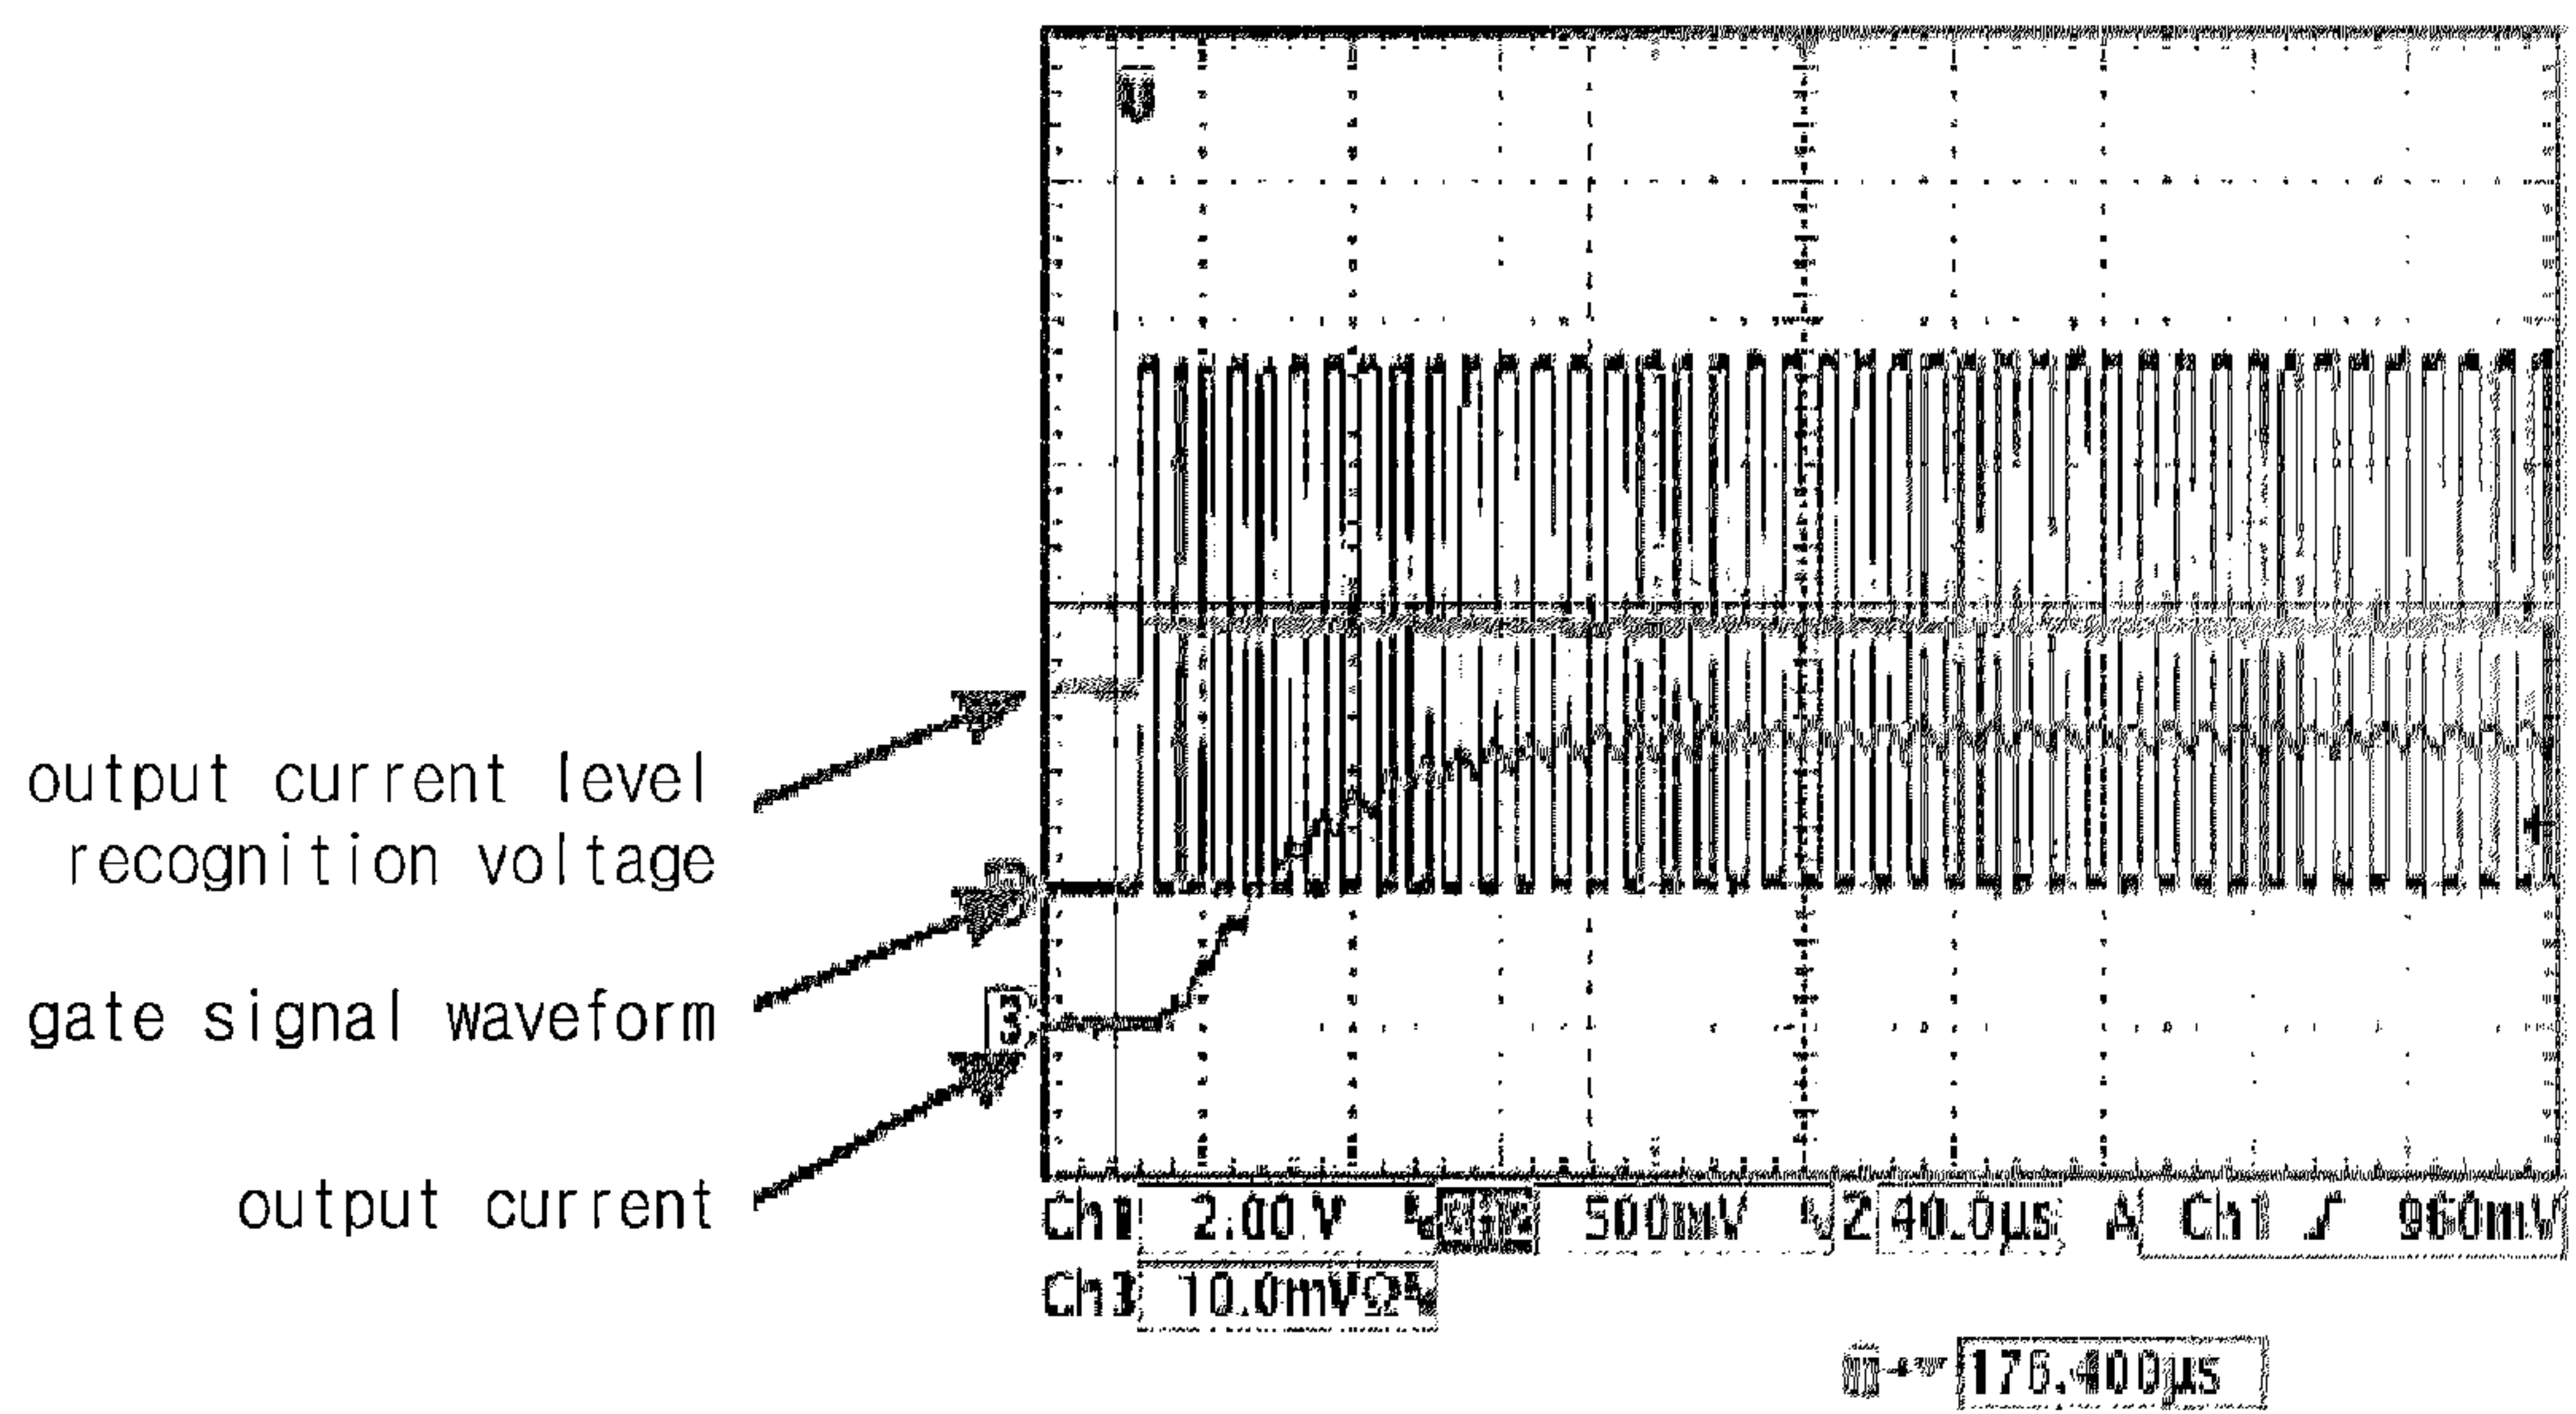 output current level
recognition voltage
gate signal waveform
3
output current
Ch1 2.00 V 500mV 40.0µs A Ch1 960mV
Ch3 10.0mVΩ
176.400µs